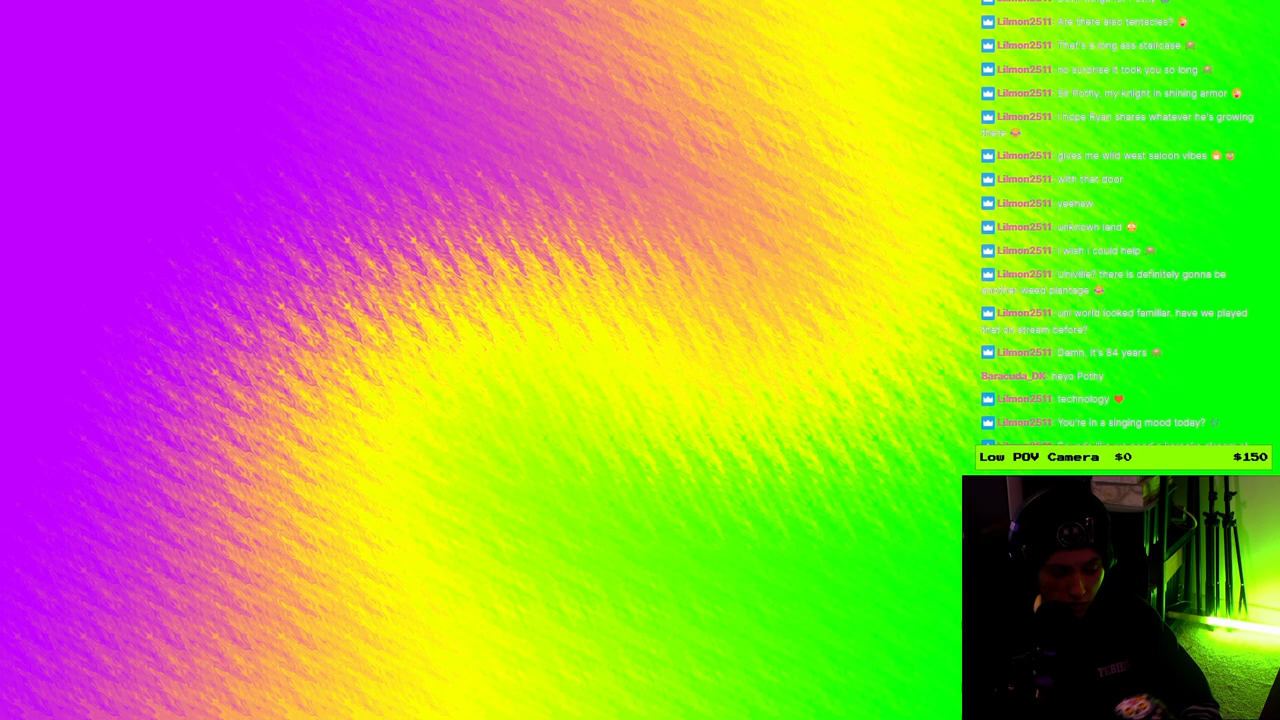 Lilmon2511: Are there also tentacles?
Lilmon2511: That's a long ass staircase
Lilmon2511: no surprise it took you so long
Lilmon2511: Sir Pothy, my knight in shining armor
Lilmon2511: I hope Ryan shares whatever he's growing
there
Lilmon2511: gives me wild west saloon vibes
Lilmon2511: with that door
Lilmon2511: yeehaw
Lilmon2511: unknown land
Lilmon2511: I wish I could help
Lilmon2511: Univille? there is definitely gonna be
another weed plantage
Lilmon2511: uni world looked familiar, have we played
that on stream before?
Lilmon2511: Damn, it's 84 years
Baracuda_DX: heyo Pothy
Lilmon2511: technology
Lilmon2511: You're in a singing mood today?
Low POV Camera $0 $150